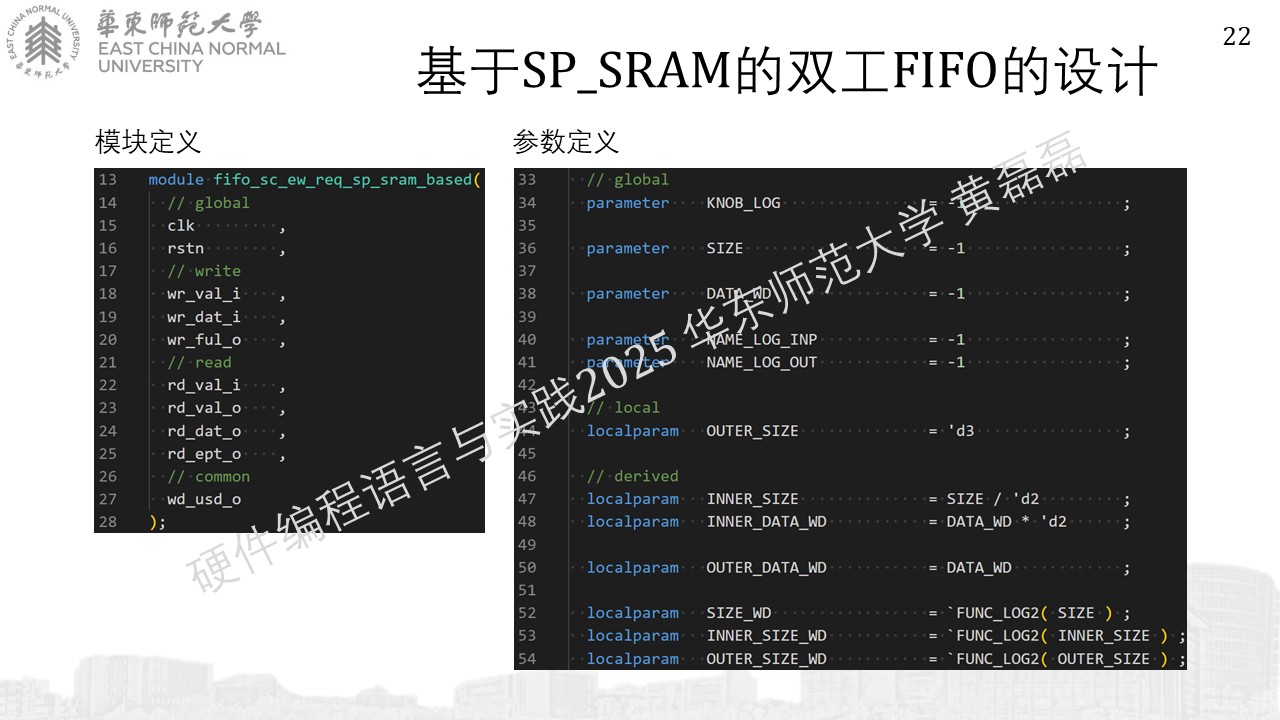 華東師範大學
EAST CHINA NORMAL
UNIVERSITY
22
基于SP_SRAM的双工FIFO的设计
模块定义
13 module fifo_sc_ew_req_sp_sram_based(
14 // global
15 clk ,
16 rstn ,
17 // write
18 wr_val_i ,
19 wr_dat_i ,
20 wr_ful_o ,
21 // read
22 rd_val_i ,
23 rd_val_o ,
24 rd_dat_o ,
25 rd_ept_o ,
26 // common
27 wd_usd_o
28 );
参数定义
33 // global
34 parameter KNOB_LOG = -1 ;
35
36 parameter SIZE = -1 ;
37
38 parameter DATA_WD = -1 ;
39
40 parameter NAME_LOG_INP = -1 ;
41 parameter NAME_LOG_OUT = -1 ;
42
43 // local
44 localparam OUTER_SIZE = 'd3 ;
45
46 // derived
47 localparam INNER_SIZE = SIZE / 'd2 ;
48 localparam INNER_DATA_WD = DATA_WD * 'd2 ;
49
50 localparam OUTER_DATA_WD = DATA_WD ;
51
52 localparam SIZE_WD = `FUNC_LOG2( SIZE ) ;
53 localparam INNER_SIZE_WD = `FUNC_LOG2( INNER_SIZE ) ;
54 localparam OUTER_SIZE_WD = `FUNC_LOG2( OUTER_SIZE ) ;
硬件编程语言与实践2025 华东师范大学 黄磊磊